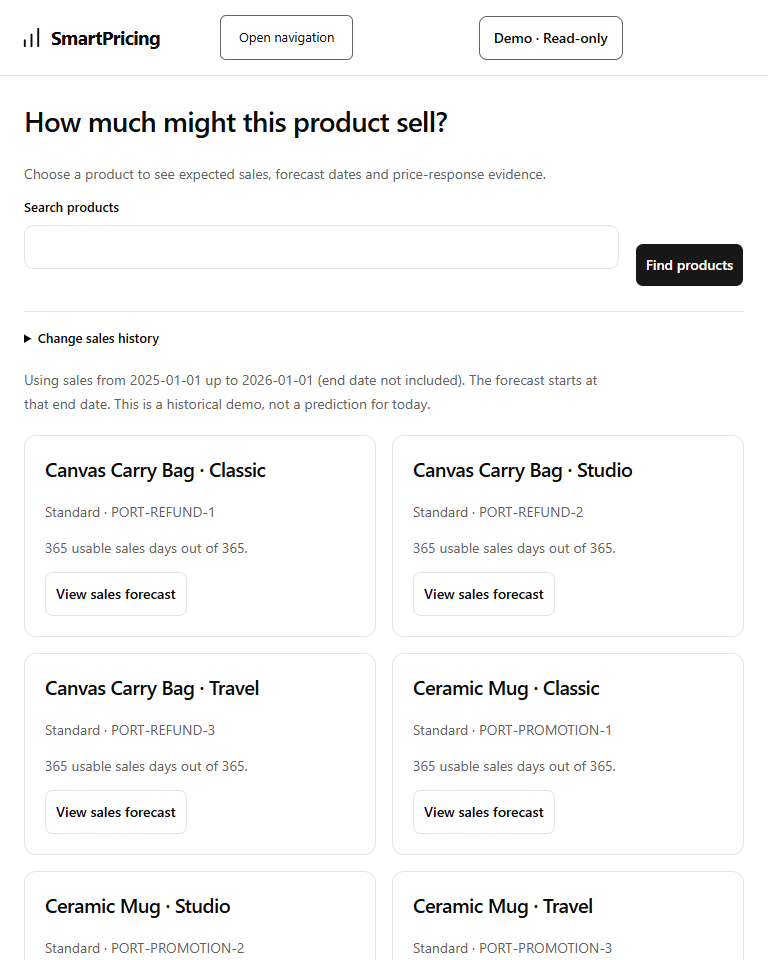 SmartPricing
Open navigation
Demo · Read-only
How much might this product sell?
Choose a product to see expected sales, forecast dates and price-response evidence.
Search products
Find products
Change sales history
Using sales from 2025-01-01 up to 2026-01-01 (end date not included). The forecast starts at
that end date. This is a historical demo, not a prediction for today.
Canvas Carry Bag · Classic
Standard · PORT-REFUND-1
365 usable sales days out of 365.
View sales forecast
Canvas Carry Bag · Studio
Standard · PORT-REFUND-2
365 usable sales days out of 365.
View sales forecast
Canvas Carry Bag · Travel
Standard · PORT-REFUND-3
365 usable sales days out of 365.
View sales forecast
Ceramic Mug · Classic
Standard · PORT-PROMOTION-1
365 usable sales days out of 365.
View sales forecast
Ceramic Mug · Studio
Standard · PORT-PROMOTION-2
Ceramic Mug · Travel
Standard · PORT-PROMOTION-3